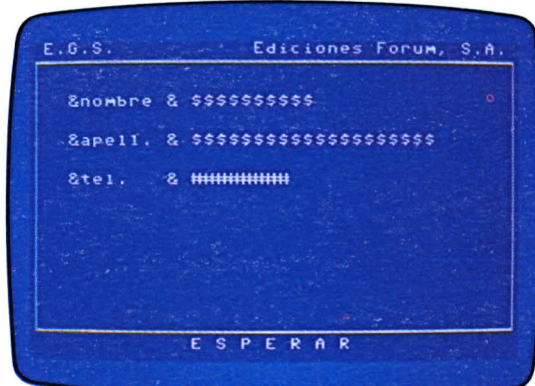 E.G.S. Ediciones Forum, S.A.
&nombre & $$$$$$$$$$
&apell. & $$$$$$$$$$$$$$$$$$$$
&tel. & ########
E S P E R A R